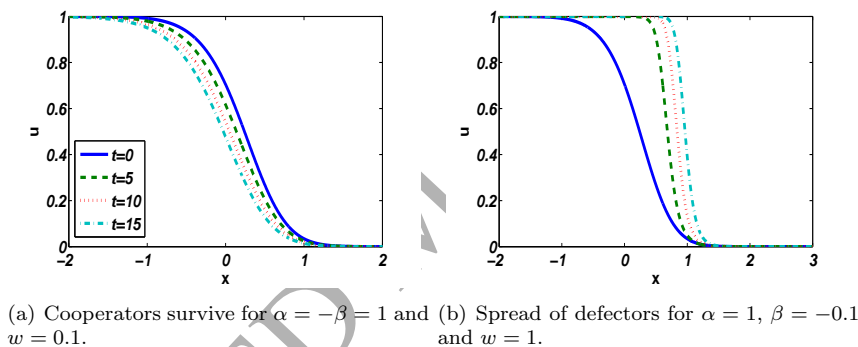 1
0.8
0.6
0.4
0.2
0
u
t=0
t=5
t=10
t=15
−2
−1
0
1
2
x
1
0.8
0.6
0.4
0.2
0
u
−2
−1
0
1
2
3
x
(a) Cooperators survive for α = −β = 1 and
w = 0.1.
(b) Spread of defectors for α = 1, β = −0.1
and w = 1.